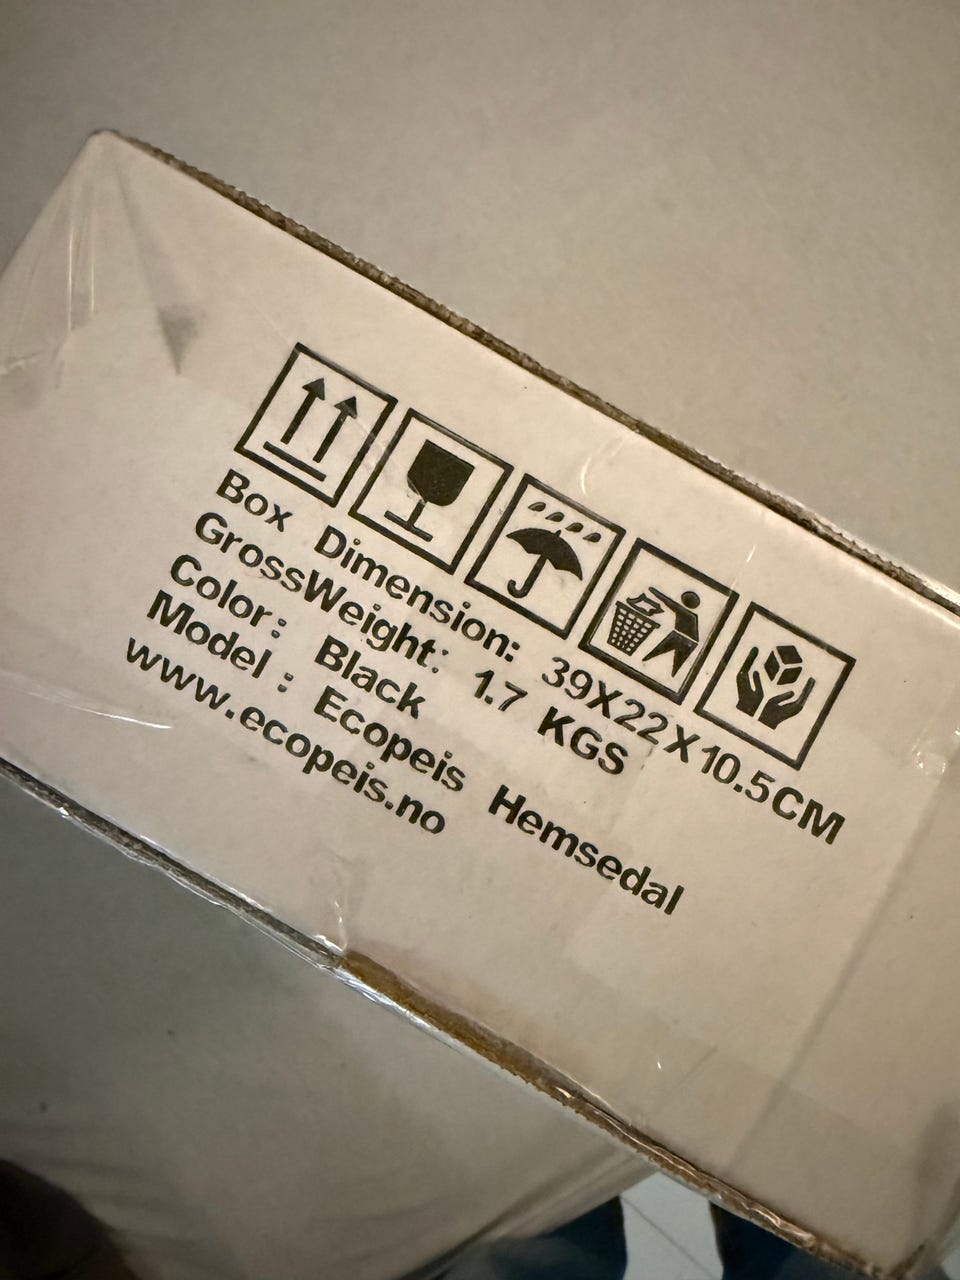 Box Dimension: 39X22X10.5CM
GrossWeight: 1.7 KGS
Color: Black
Model : Ecopeis Hemsedal
www.ecopeis.no